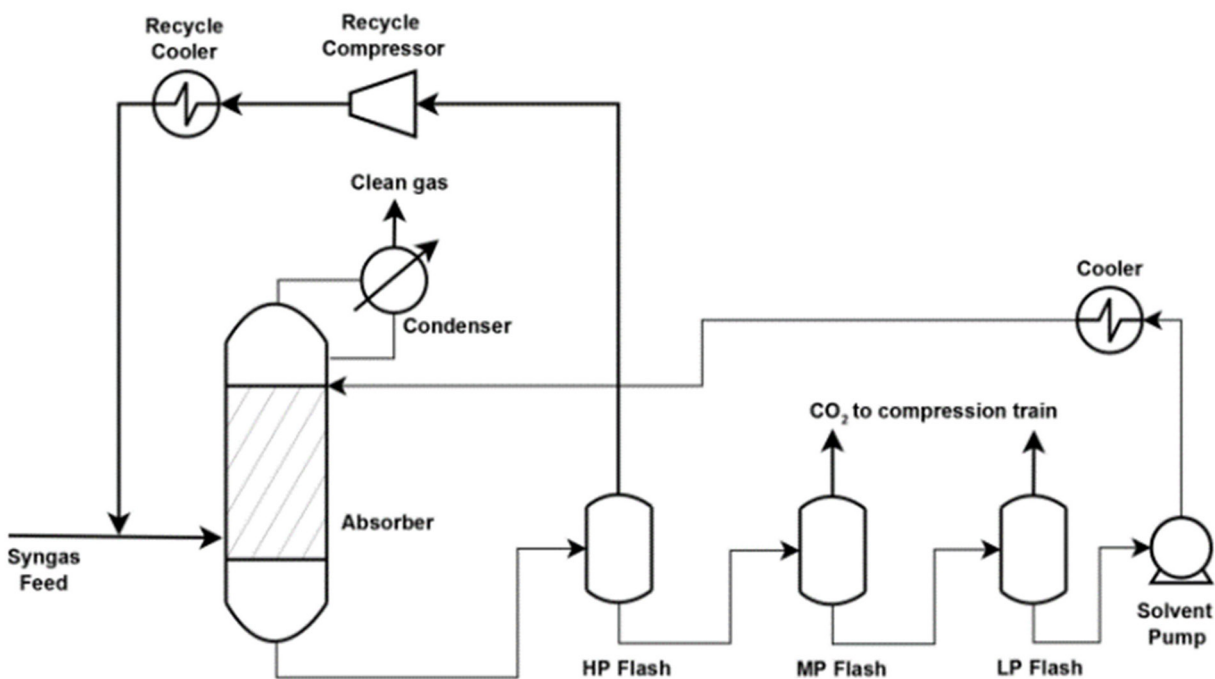 Recycle
Cooler
Recycle
Compressor
Clean gas
Condenser
Cooler
CO₂ to compression train
Absorber
Syngas
Feed
HP Flash
MP Flash
LP Flash
Solvent
Pump